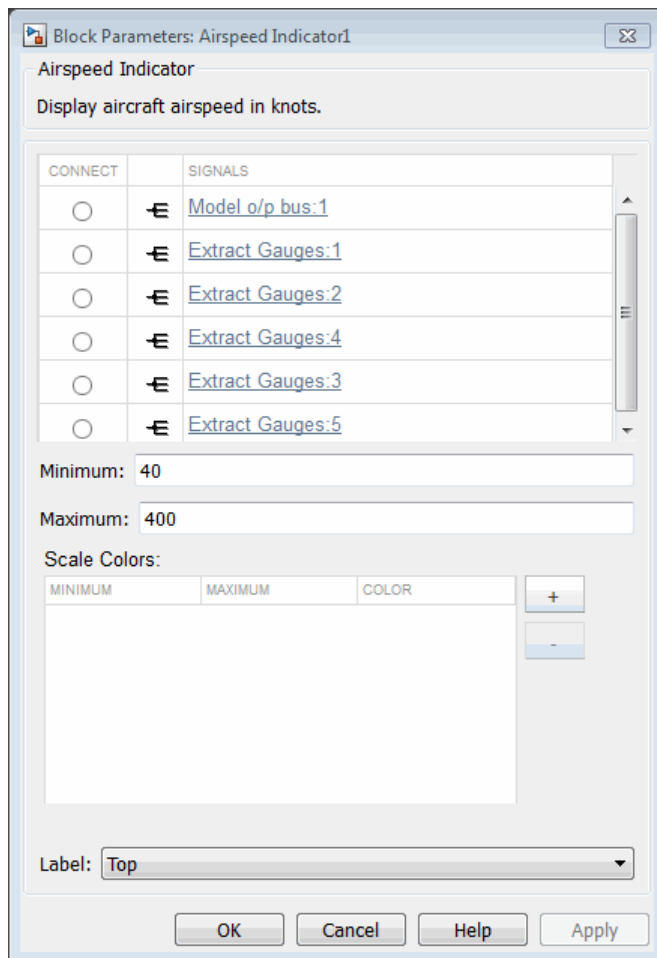 Block Parameters: Airspeed Indicator1
Airspeed Indicator
Display aircraft airspeed in knots.
CONNECT SIGNALS
Model o/p bus:1
Extract Gauges:1
Extract Gauges:2
Extract Gauges:4
Extract Gauges:3
Extract Gauges:5
Minimum: 40
Maximum: 400
Scale Colors:
MINIMUM MAXIMUM COLOR
+
-
Label: Top
OK Cancel Help Apply